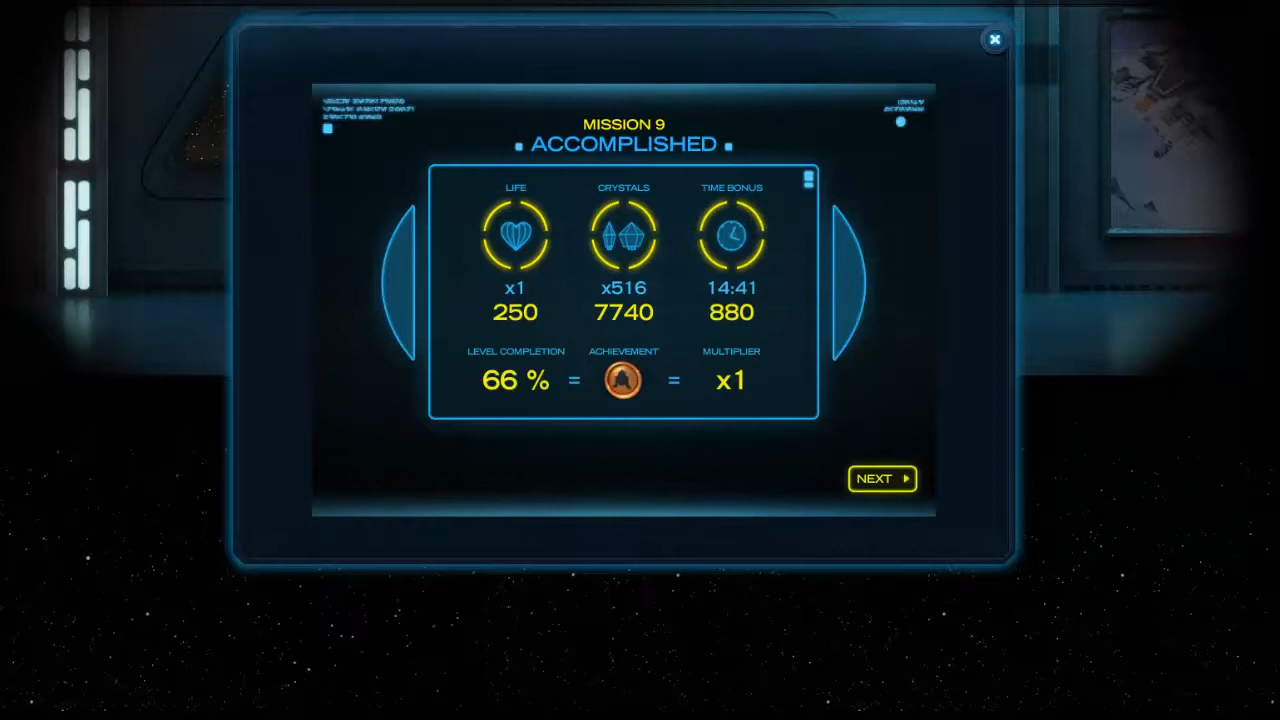 MISSION 9
ACCOMPLISHED
LIFE CRYSTALS TIME BONUS
x1 x516 14:41
250 7740 880
LEVEL COMPLETION ACHIEVEMENT MULTIPLIER
66 % = = x1
NEXT